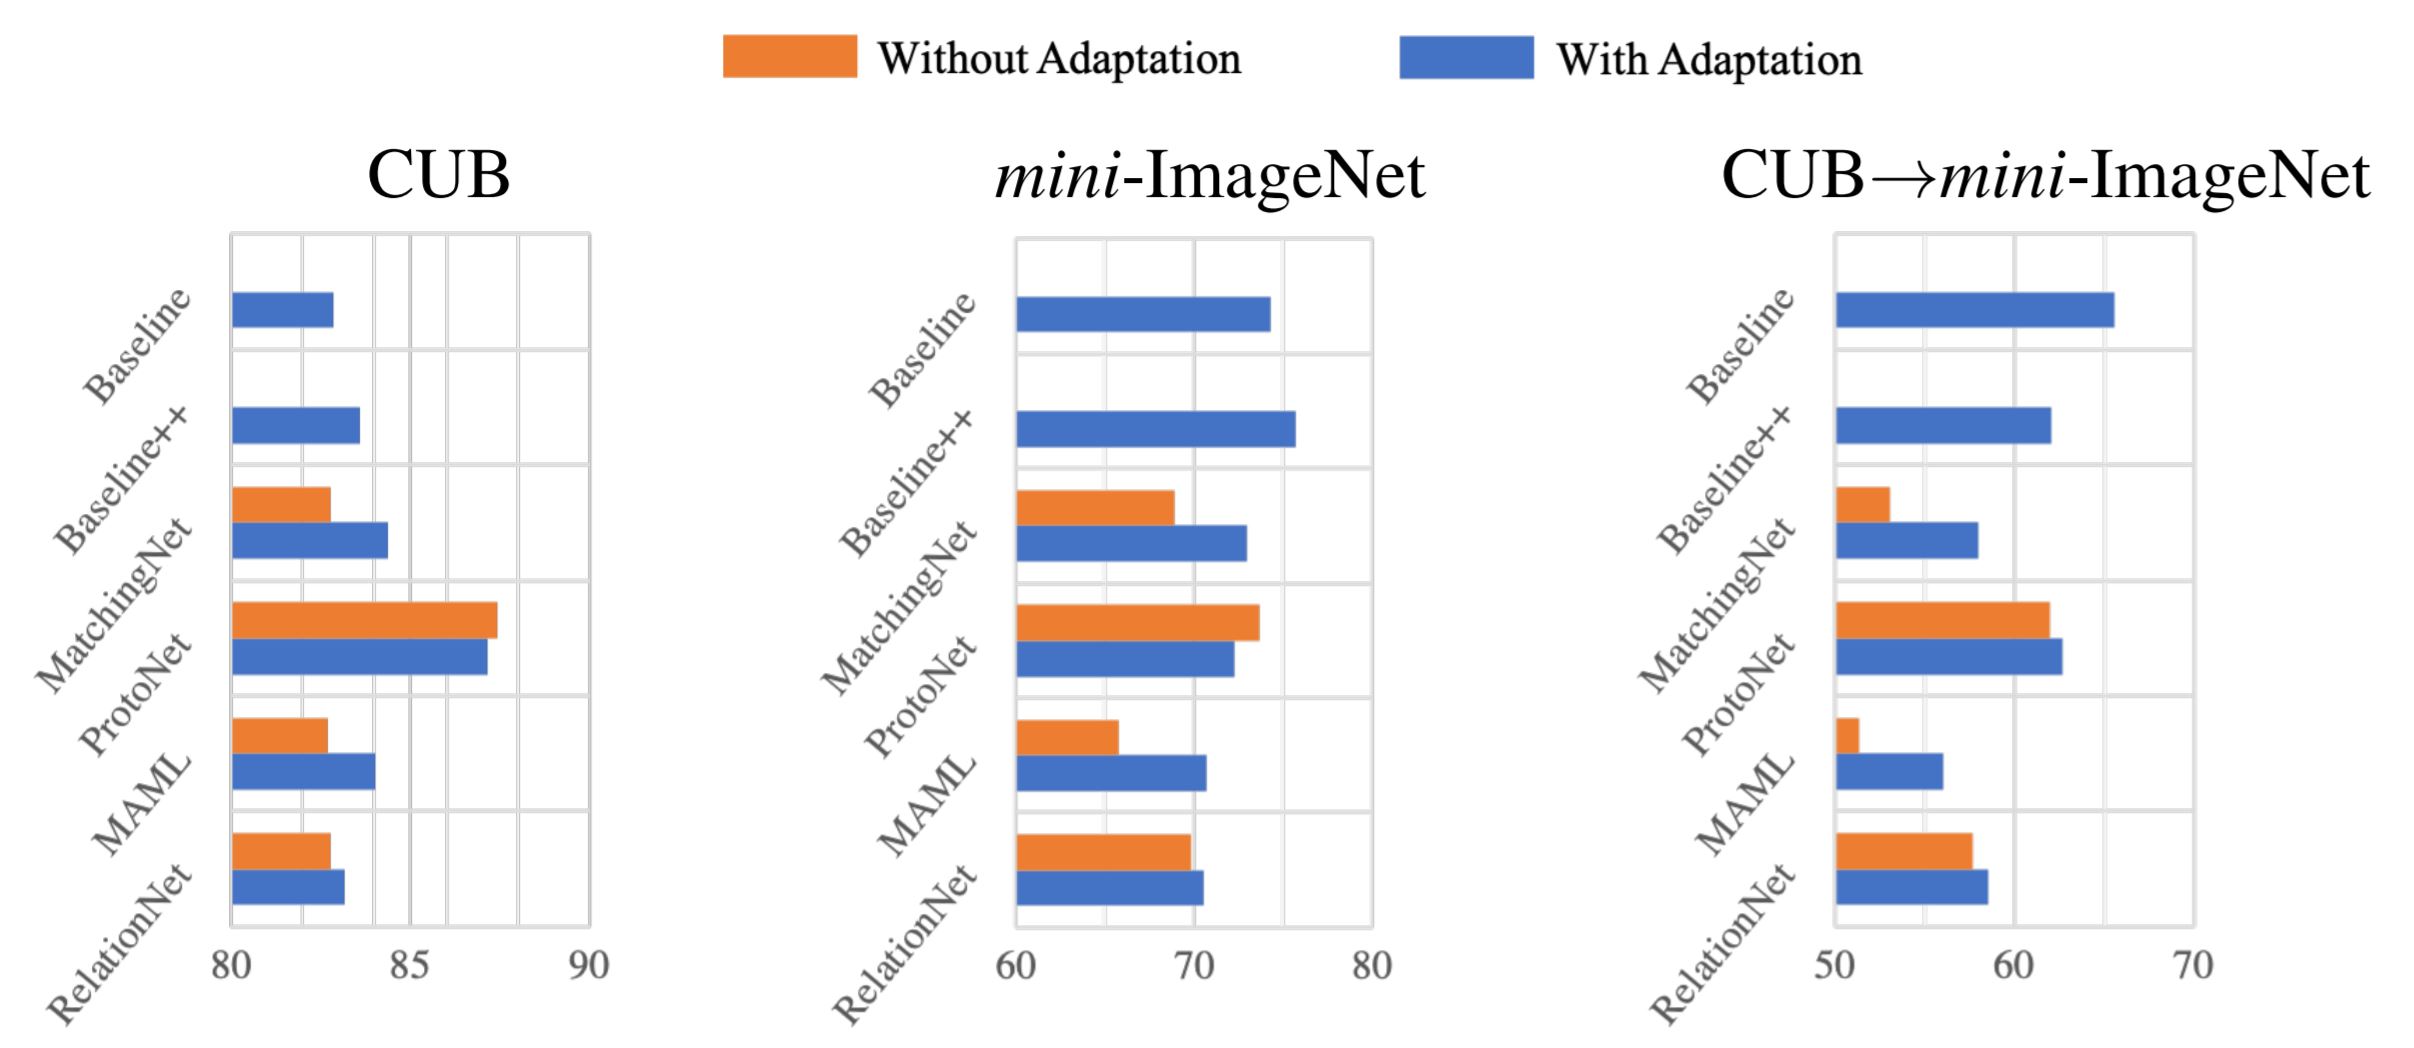 Without Adaptation
With Adaptation
CUB
Baseline
Baseline++
MatchingNet
ProtoNet
MAML
RelationNet
80 85 90
mini-ImageNet
Baseline
Baseline++
MatchingNet
ProtoNet
MAML
RelationNet
60 70 80
CUB→mini-ImageNet
Baseline
Baseline++
MatchingNet
ProtoNet
MAML
RelationNet
50 60 70